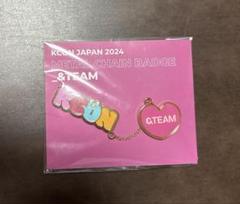 KCON JAPAN 2024
METAL CHAIN BADGE
_&TEAM
KCON
&TEAM